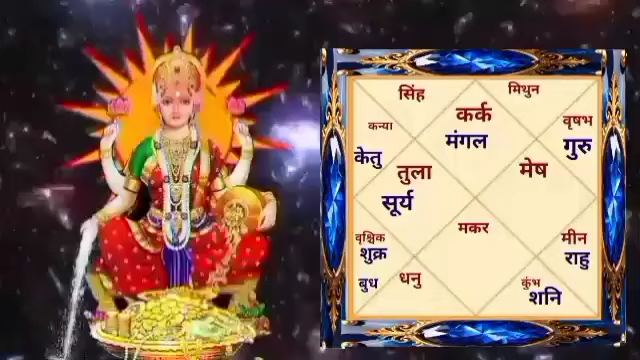 सिंह
मिथुन
कर्क
कन्या
वृषभ
मंगल
गुरु
केतु
तुला
मेष
सूर्य
मकर
वृश्चिक
मीन
शुक्र
राहु
बुध
धनु
कुंभ
शनि